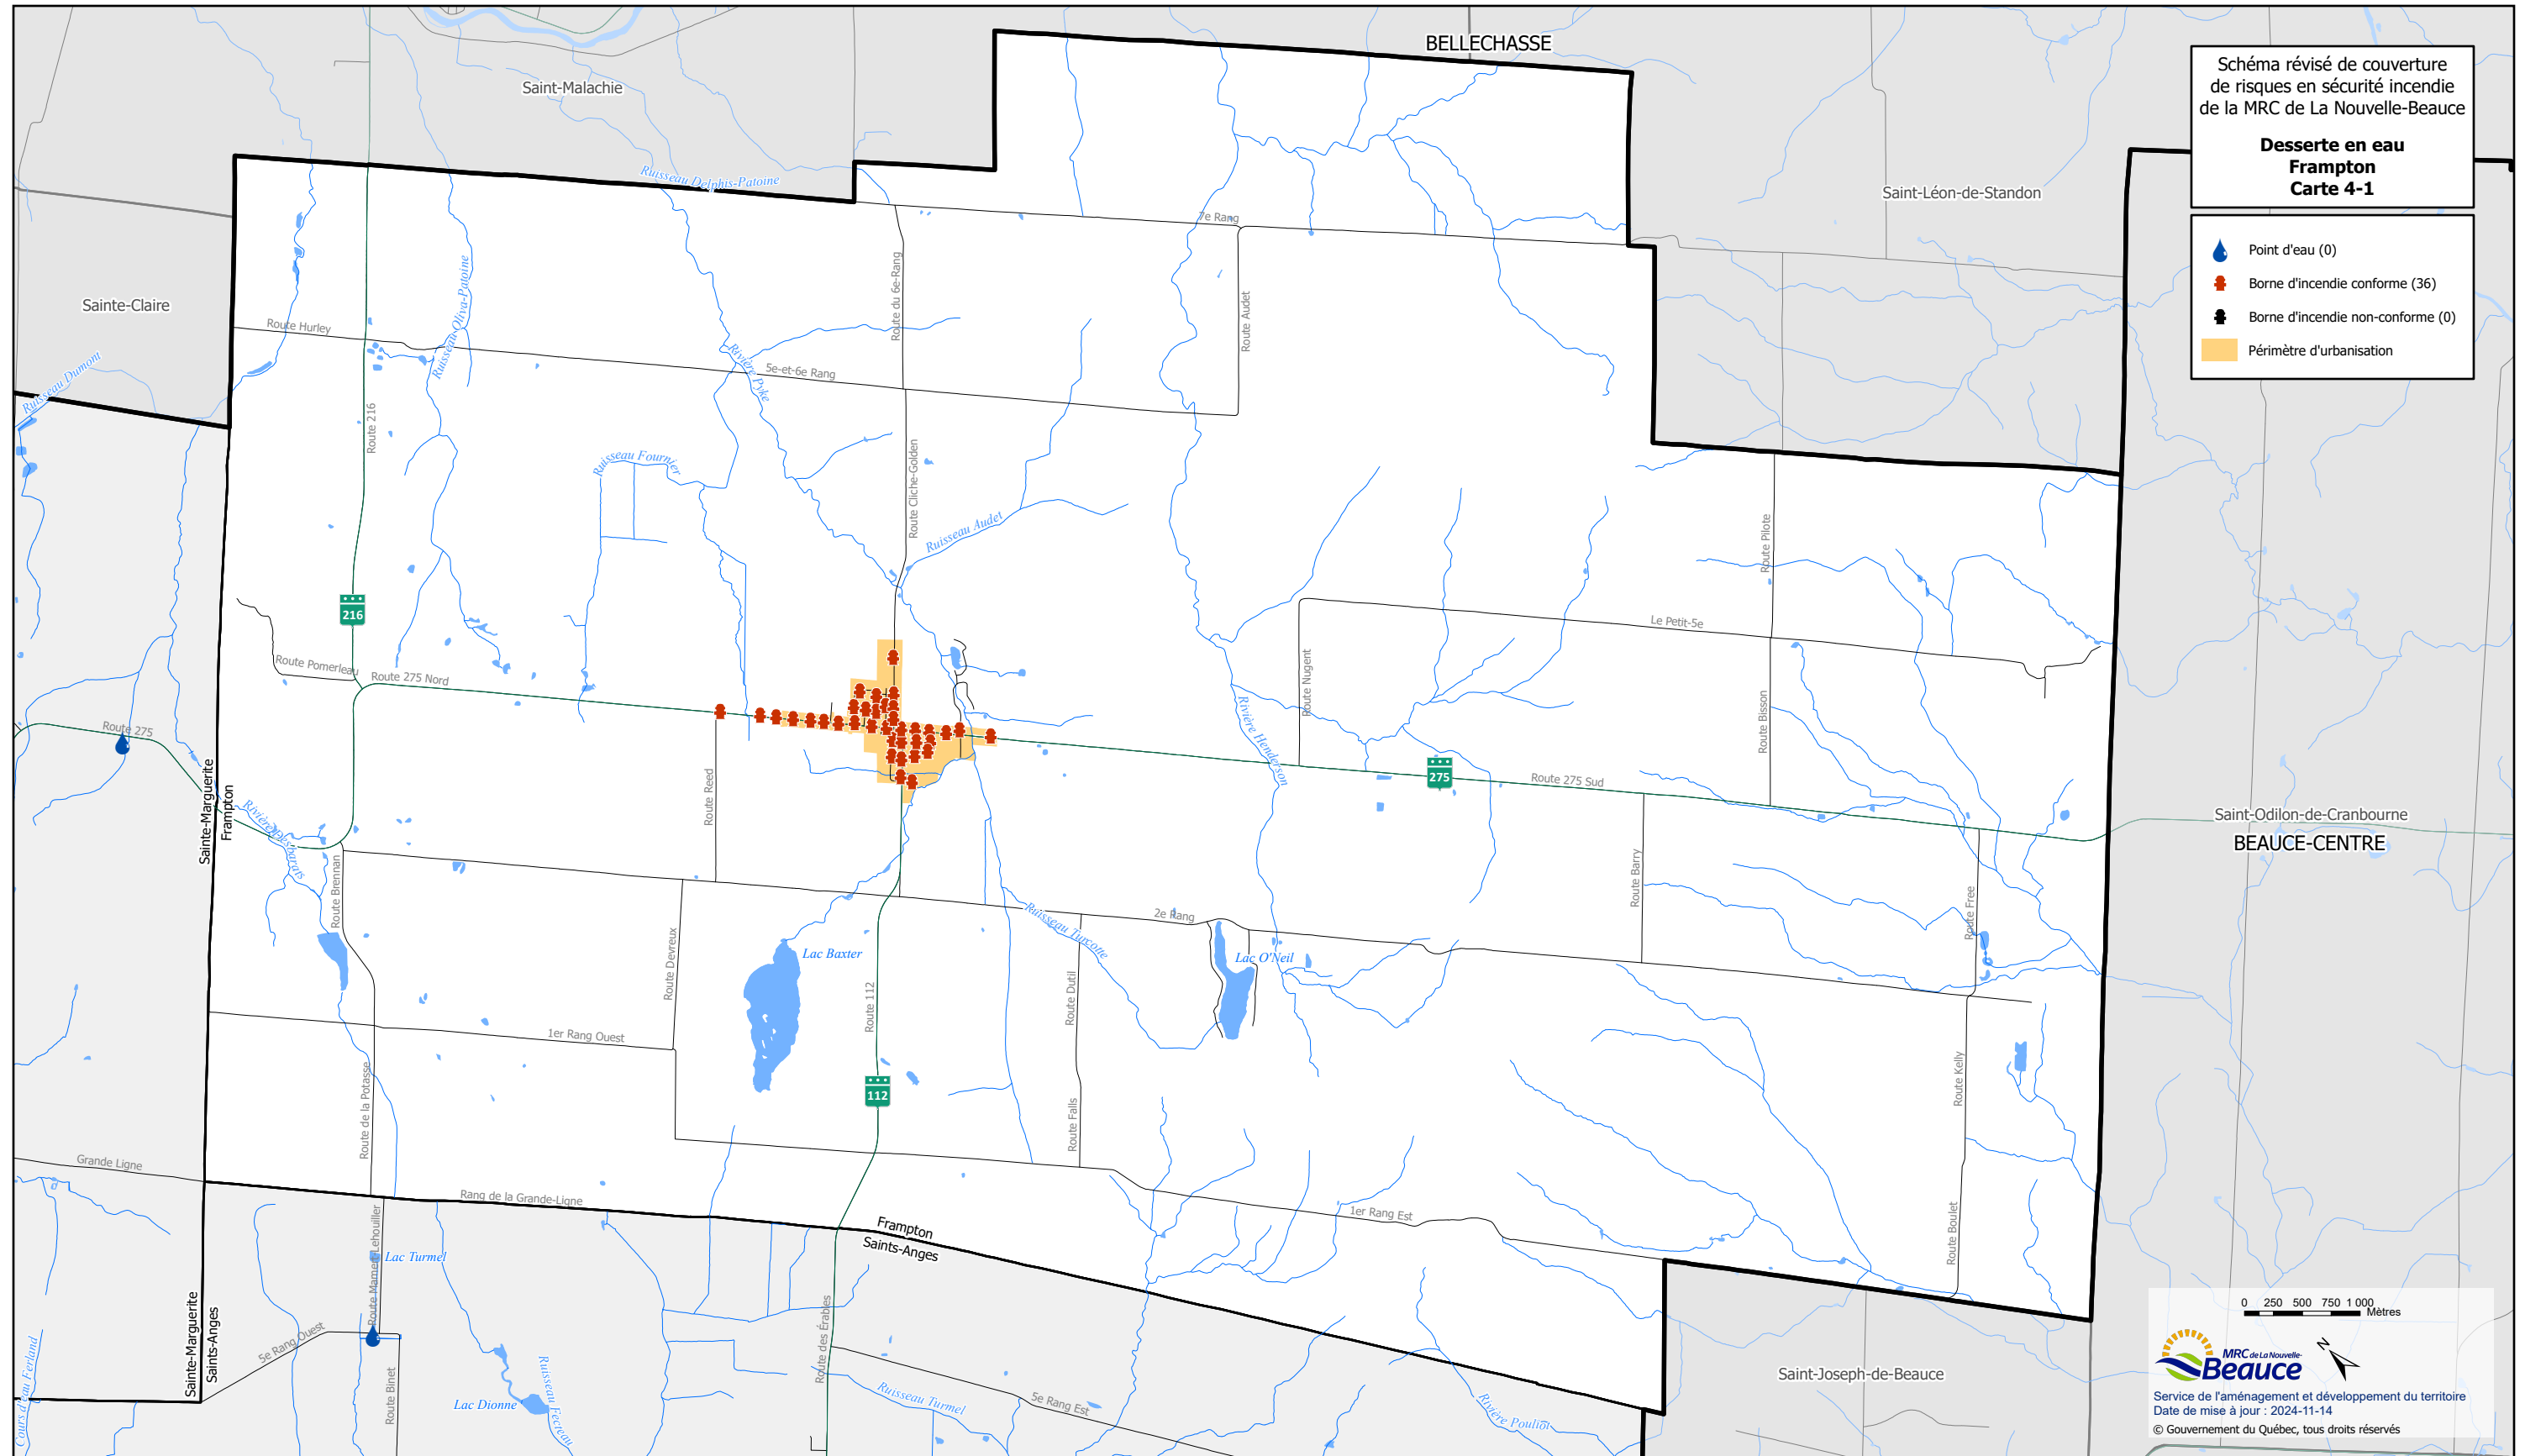 BELLECHASSE
Saint-Malachie
Saint-Léon-de-Standon
Sainte-Claire
Schéma révisé de couverture
de risques en sécurité incendie
de la MRC de La Nouvelle-Beauce
Desserte en eau
Frampton
Carte 4-1
Point d'eau (0)
Borne d'incendie conforme (36)
Borne d'incendie non-conforme (0)
Périmètre d'urbanisation
Ruisseau Delphis-Patoine
7e Rang
Route du 6e-Rang
Route Audet
Ruisseau Oliva-Patoine
Route Hurley
Rivière Pyke
5e-et-6e Rang
Ruisseau Dumont
Route 216
Route Cliche-Golden
Ruisseau Fournier
Ruisseau Audet
Route Pilote
216
Le Petit-5e
Route Pomerleau
Route 275 Nord
Route Nugent
Route Bisson
Rivière Henderson
Route 275
275
Route 275 Sud
Route Reed
Sainte-Marguerite
Frampton
Rivière Desbarais
Saint-Odilon-de-Cranbourne
BEAUCE-CENTRE
Route Brennan
Route Barry
Route Free
2e Rang
Ruisseau Turcotte
Route Devreux
Lac Baxter
Lac O'Neil
Route 112
Route Dutil
1er Rang Ouest
112
Route de la Potasse
Route Falls
Route Kelly
Grande Ligne
Rang de la Grande-Ligne
1er Rang Est
Route Boulet
Frampton
Saints-Anges
Lac Turmel
Route Mamert-Lehouiller
Sainte-Marguerite
Saints-Anges
5e Rang Ouest
Route des Érables
Route Binet
Cours d'eau Ferland
Lac Dionne
Ruisseau Fecteau
Ruisseau Turmel
5e Rang Est
Rivière Pouliot
Saint-Joseph-de-Beauce
0 250 500 750 1 000
Mètres
N
MRC de La Nouvelle-
Beauce
Service de l'aménagement et développement du territoire
Date de mise à jour : 2024-11-14
© Gouvernement du Québec, tous droits réservés